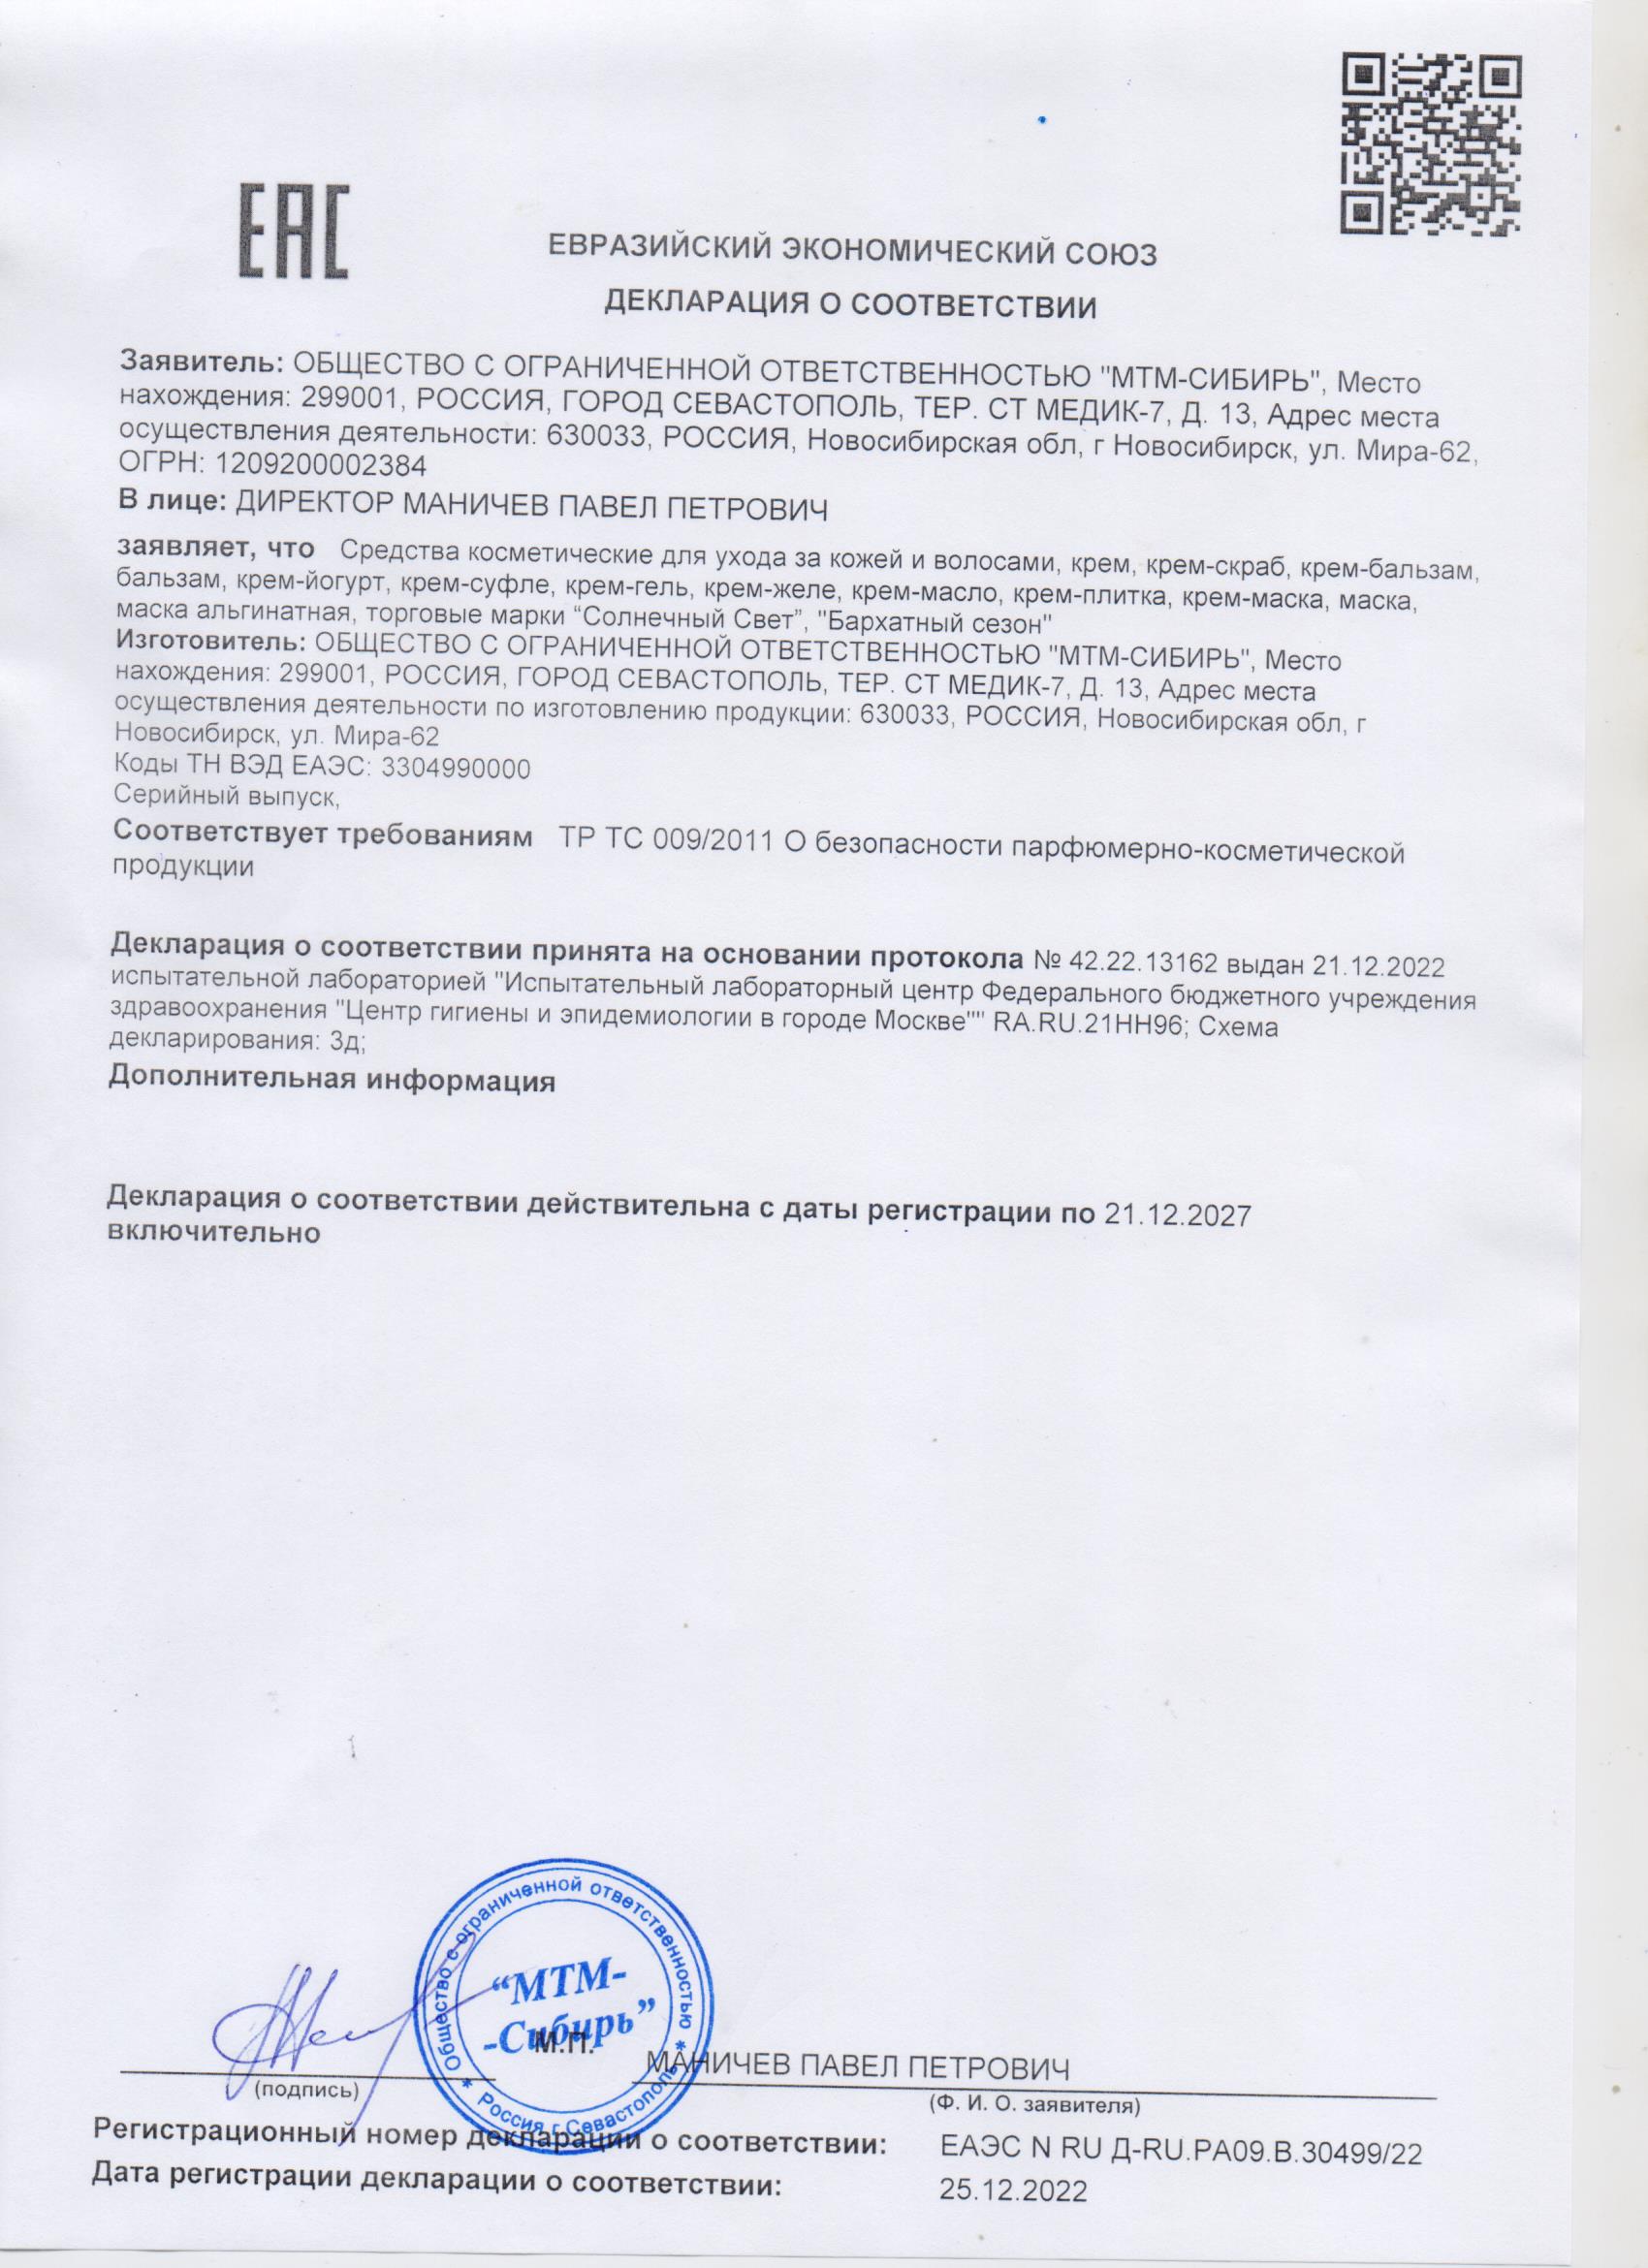 ЕАС
ЕВРАЗИЙСКИЙ ЭКОНОМИЧЕСКИЙ СОЮЗ
ДЕКЛАРАЦИЯ О СООТВЕТСТВИИ
Заявитель: ОБЩЕСТВО С ОГРАНИЧЕННОЙ ОТВЕТСТВЕННОСТЬЮ "МТМ-СИБИРЬ", Место
нахождения: 299001, РОССИЯ, ГОРОД СЕВАСТОПОЛЬ, ТЕР. СТ МЕДИК-7, Д. 13, Адрес места
осуществления деятельности: 630033, РОССИЯ, Новосибирская обл, г Новосибирск, ул. Мира-62,
ОГРН: 1209200002384
В лице: ДИРЕКТОР МАНИЧЕВ ПАВЕЛ ПЕТРОВИЧ
заявляет, что Средства косметические для ухода за кожей и волосами, крем, крем-скраб, крем-бальзам,
бальзам, крем-йогурт, крем-суфле, крем-гель, крем-желе, крем-масло, крем-плитка, крем-маска, маска,
маска альгинатная, торговые марки “Солнечный Свет”, "Бархатный сезон"
Изготовитель: ОБЩЕСТВО С ОГРАНИЧЕННОЙ ОТВЕТСТВЕННОСТЬЮ "МТМ-СИБИРЬ", Место
нахождения: 299001, РОССИЯ, ГОРОД СЕВАСТОПОЛЬ, ТЕР. СТ МЕДИК-7, Д. 13, Адрес места
осуществления деятельности по изготовлению продукции: 630033, РОССИЯ, Новосибирская обл, г
Новосибирск, ул. Мира-62
Коды ТН ВЭД ЕАЭС: 3304990000
Серийный выпуск,
Соответствует требованиям ТР ТС 009/2011 О безопасности парфюмерно-косметической
продукции
Декларация о соответствии принята на основании протокола № 42.22.13162 выдан 21.12.2022
испытательной лабораторией "Испытательный лабораторный центр Федерального бюджетного учреждения
здравоохранения "Центр гигиены и эпидемиологии в городе Москве"" RA.RU.21НН96; Схема
декларирования: 3д;
Дополнительная информация
Декларация о соответствии действительна с даты регистрации по 21.12.2027
включительно
Общество с ограниченной ответственностью * Россия г.Севастополь *
“МТМ-
-Сибирь”
М.П.
МАНИЧЕВ ПАВЕЛ ПЕТРОВИЧ
(подпись)
(Ф. И. О. заявителя)
Регистрационный номер декларации о соответствии: ЕАЭС N RU Д-RU.РА09.В.30499/22
Дата регистрации декларации о соответствии: 25.12.2022